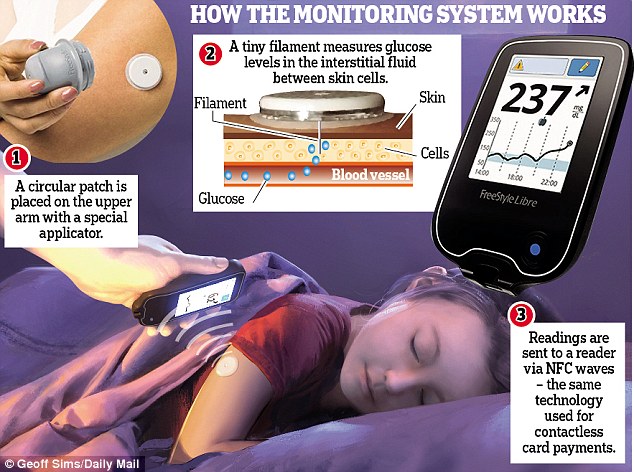 HOW THE MONITORING SYSTEM WORKS
1
A circular patch is
placed on the upper
arm with a special
applicator.
2
A tiny filament measures glucose
levels in the interstitial fluid
between skin cells.
Filament
Skin
Cells
Blood vessel
Glucose
237
mg
dL
350
250
150
50
14:00
18:00
22:00
FreeStyle Libre
3
Readings are
sent to a reader
via NFC waves
– the same
technology
used for
contactless
card payments.
© Geoff Sims/Daily Mail